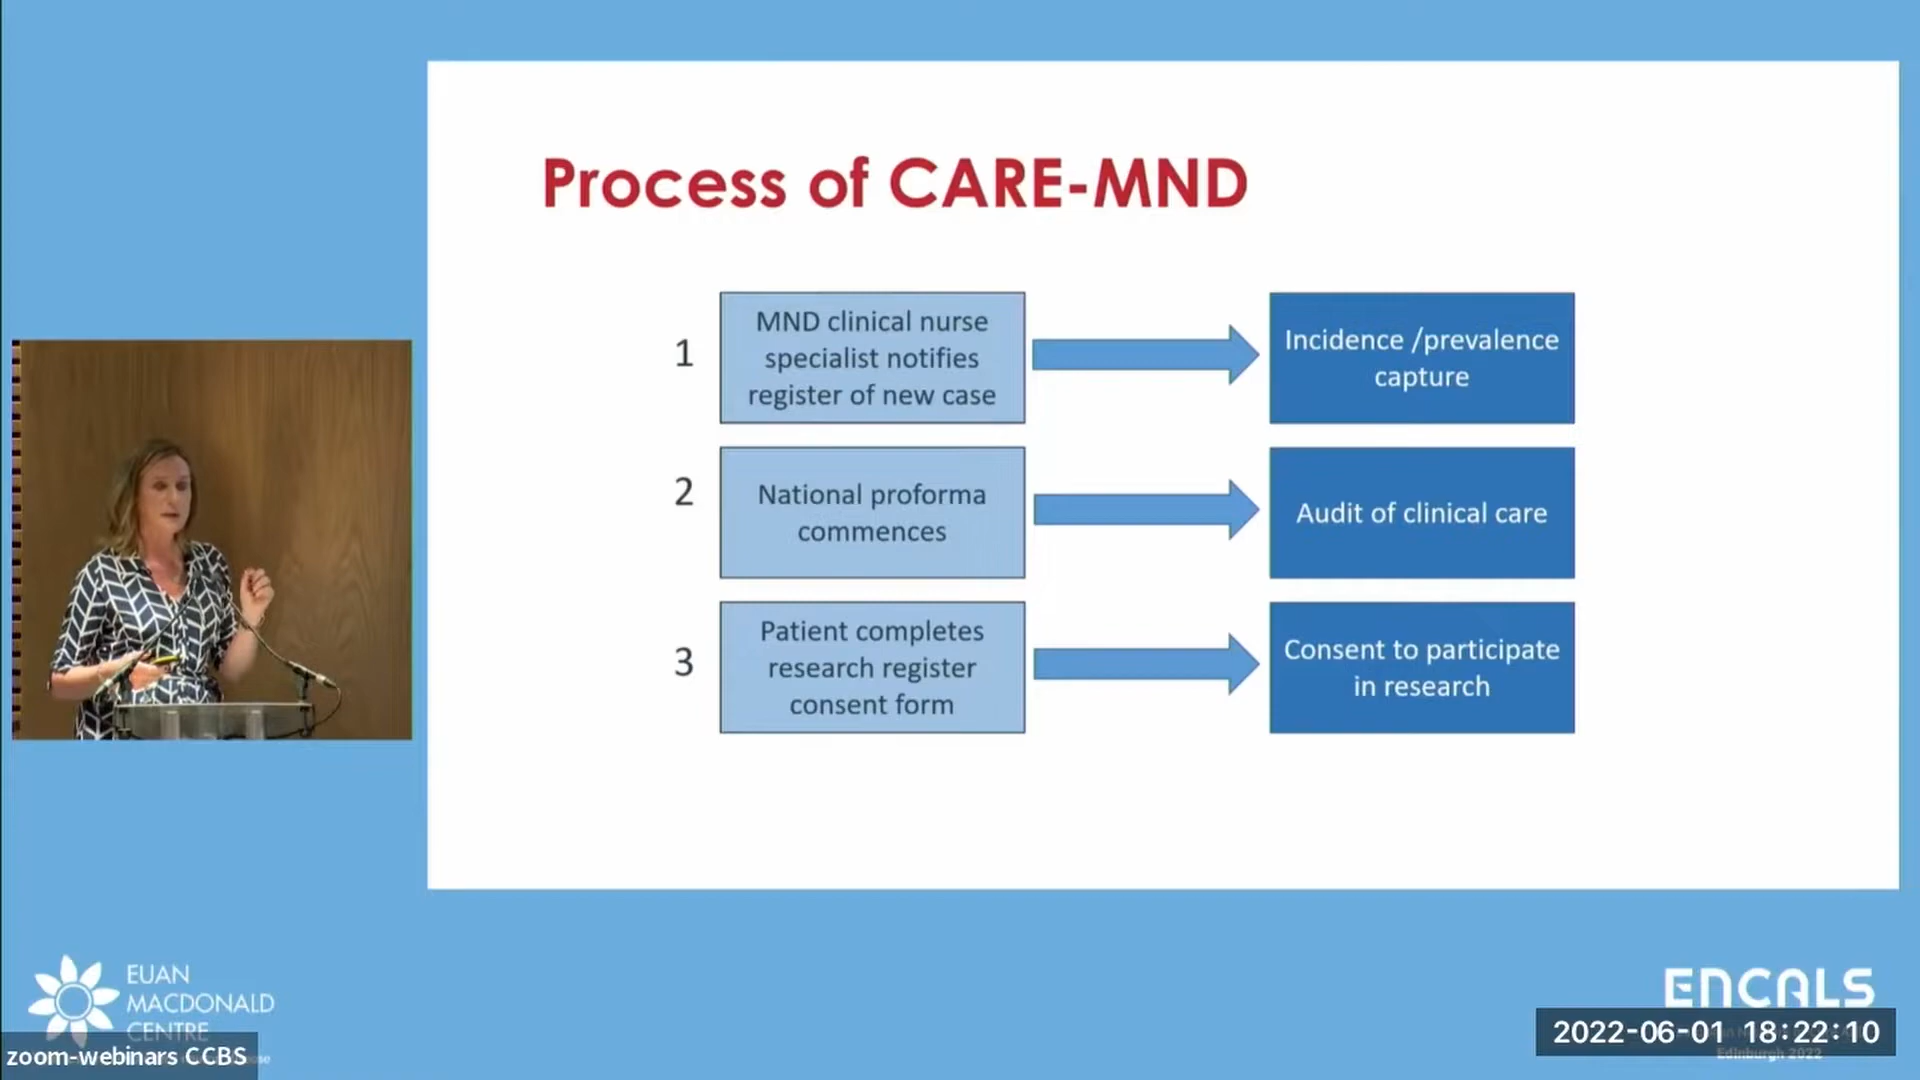 Process of CARE-MND
1
MND clinical nurse
specialist notifies
register of new case
Incidence /prevalence
capture
2
National proforma
commences
Audit of clinical care
3
Patient completes
research register
consent form
Consent to participate
in research
EUAN
MACDONALD
CENTRE
zoom-webinars CCBS
ENCALS
2022-06-01 18:22:10
Edinburgh 2022